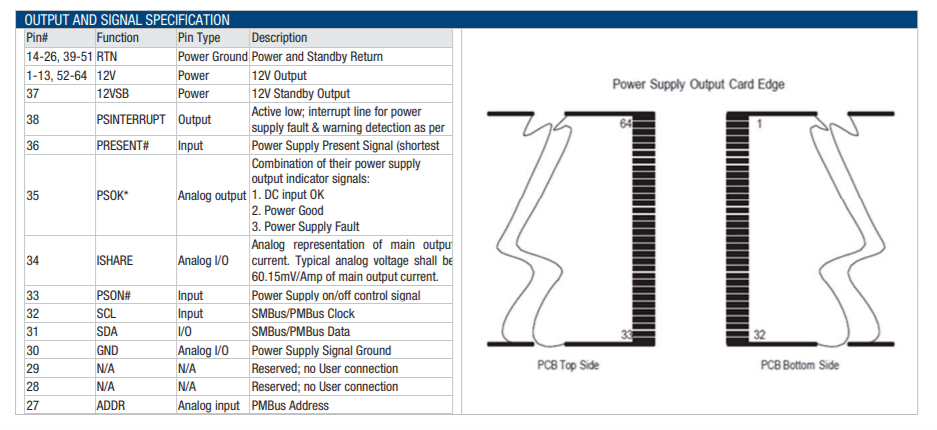 OUTPUT AND SIGNAL SPECIFICATION
Pin# Function Pin Type Description
14-26, 39-51 RTN Power Ground Power and Standby Return
1-13, 52-64 12V Power 12V Output
37 12VSB Power 12V Standby Output
38 PSINTERRUPT Output Active low; interrupt line for power
supply fault & warning detection as per
36 PRESENT# Input Power Supply Present Signal (shortest
35 PSOK* Analog output Combination of their power supply
output indicator signals:
1. DC input OK
2. Power Good
3. Power Supply Fault
34 ISHARE Analog I/O Analog representation of main output
current. Typical analog voltage shall be
60.15mV/Amp of main output current.
33 PSON# Input Power Supply on/off control signal
32 SCL Input SMBus/PMBus Clock
31 SDA I/O SMBus/PMBus Data
30 GND Analog I/O Power Supply Signal Ground
29 N/A N/A Reserved; no User connection
28 N/A N/A Reserved; no User connection
27 ADDR Analog input PMBus Address
Power Supply Output Card Edge
64 1
33 32
PCB Top Side PCB Bottom Side